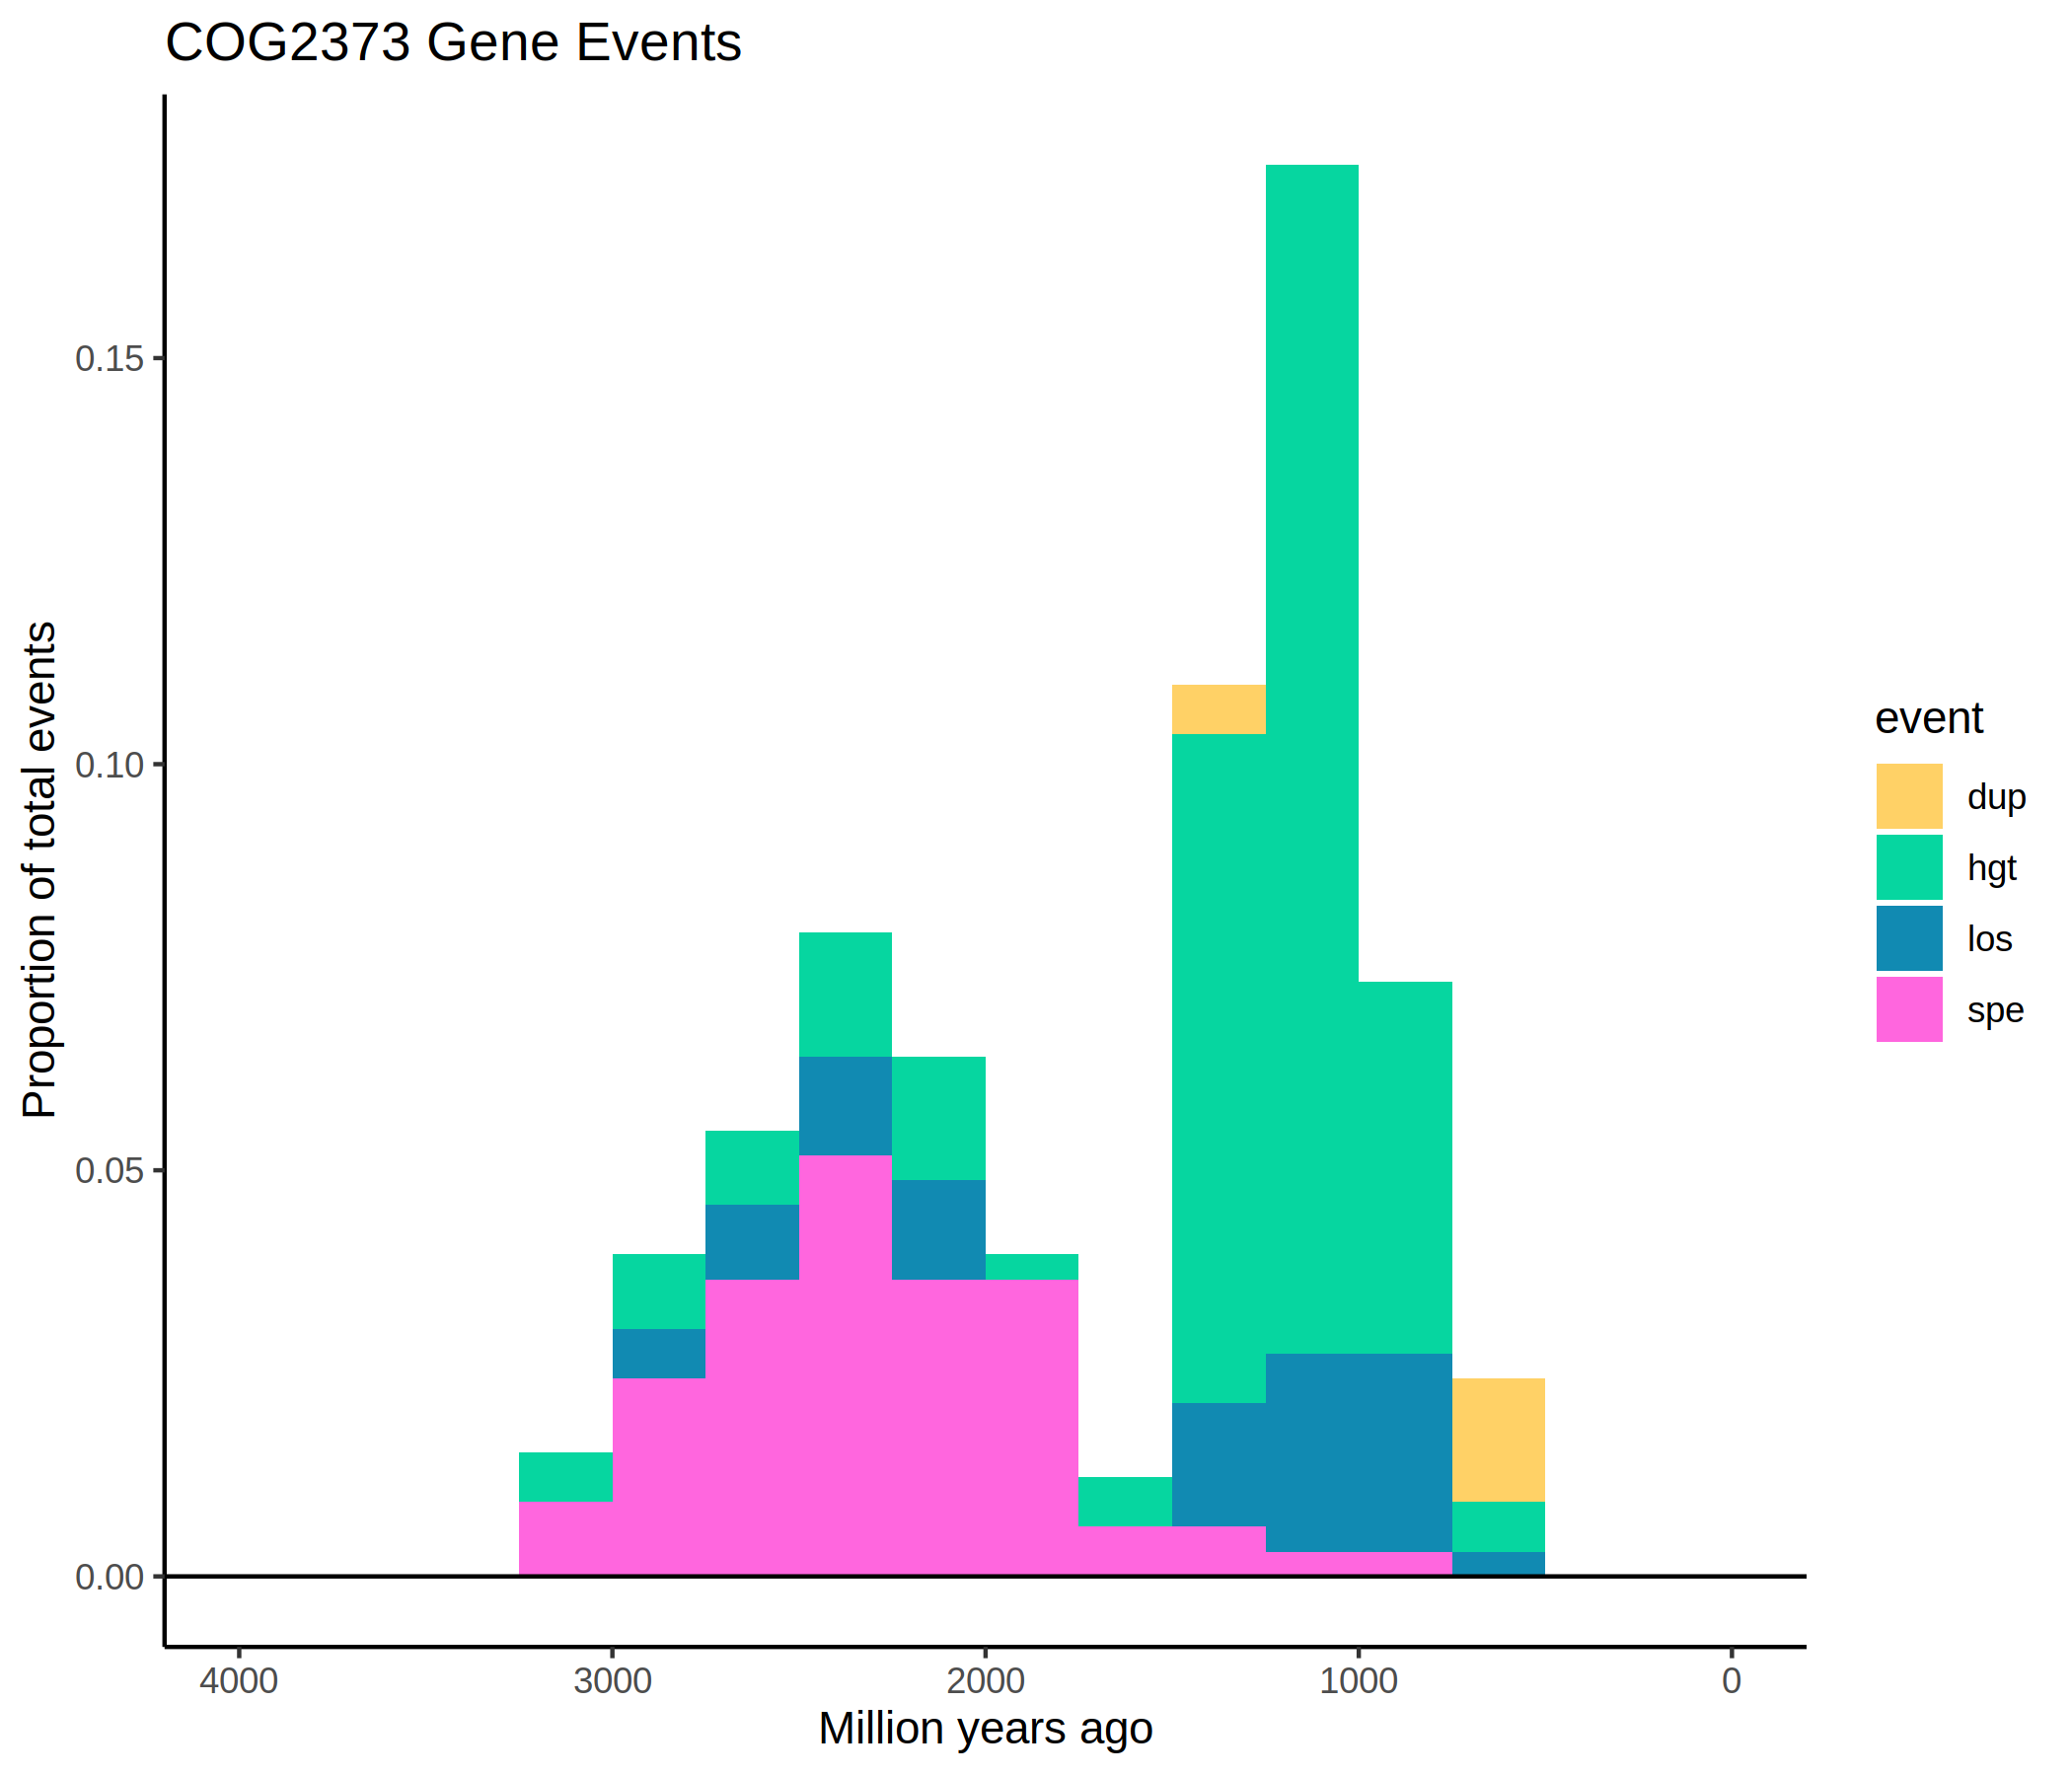 COG2373 Gene Events
Proportion of total events
0.15
0.10
0.05
0.00
4000 3000 2000 1000 0
Million years ago
event
dup
hgt
los
spe